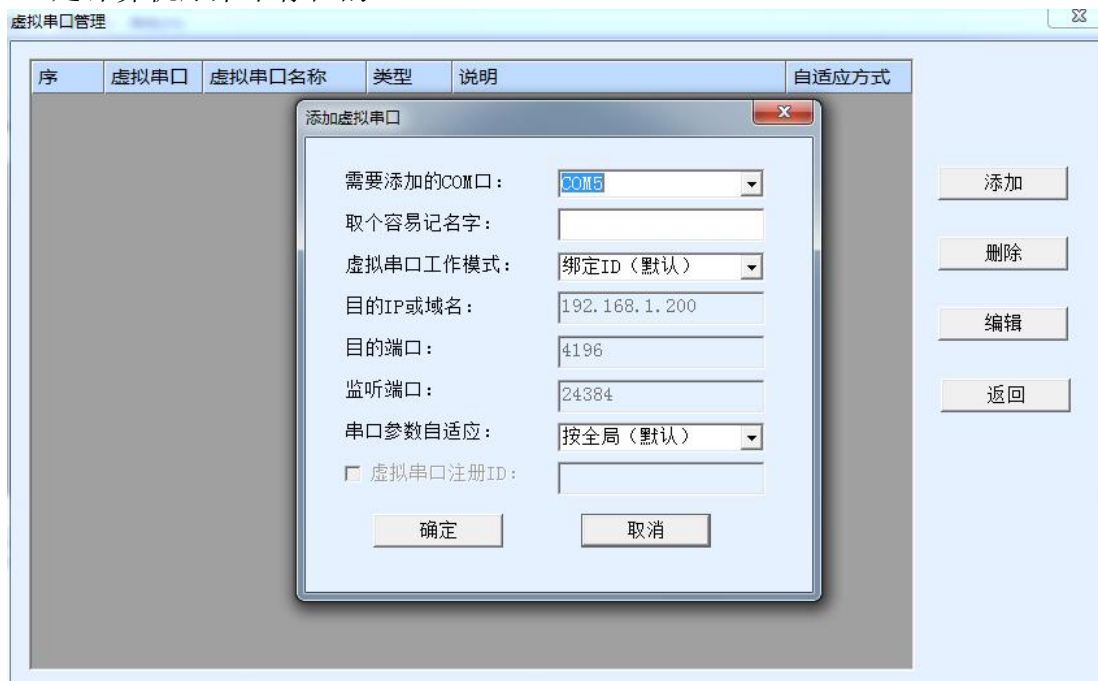 虚拟串口管理
序 虚拟串口 虚拟串口名称 类型 说明 自适应方式
添加虚拟串口
需要添加的COM口： COM5
取个容易记名字：
虚拟串口工作模式： 绑定ID（默认）
目的IP或域名： 192.168.1.200
目的端口： 4196
监听端口： 24384
串口参数自适应： 按全局（默认）
虚拟串口注册ID：
确定 取消
添加
删除
编辑
返回